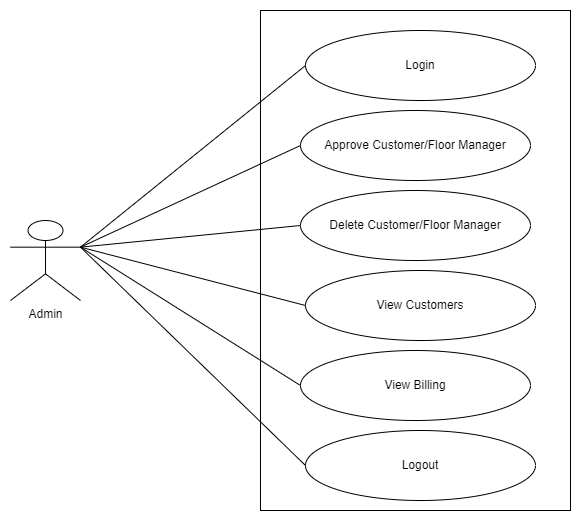 Login
Approve Customer/Floor Manager
Delete Customer/Floor Manager
Admin
View Customers
View Billing
Logout